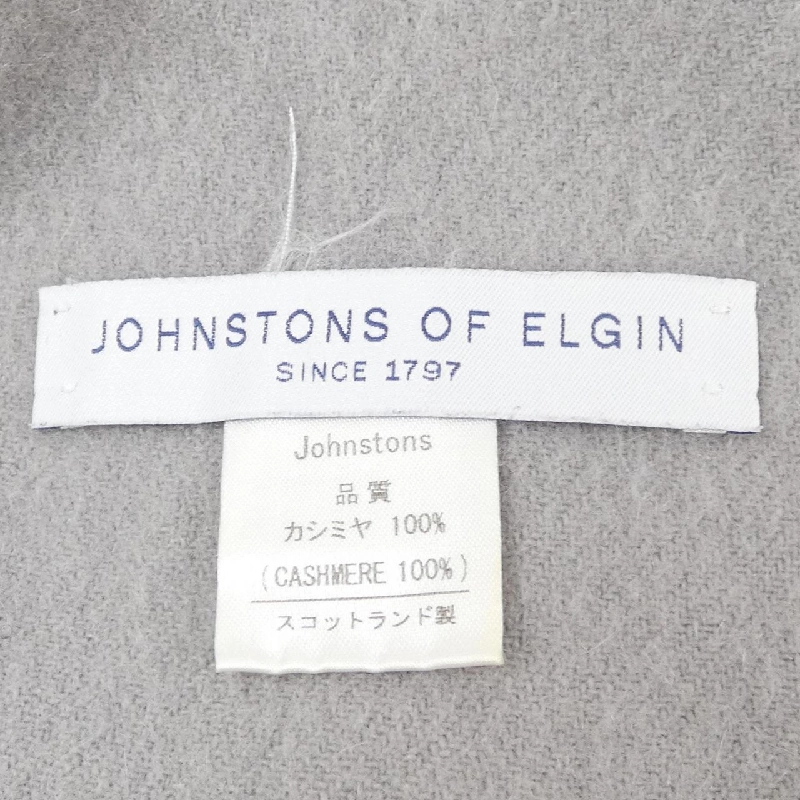 JOHNSTONS OF ELGIN
SINCE 1797
Johnstons
品質
カシミヤ 100%
(CASHMERE 100%)
スコットランド製